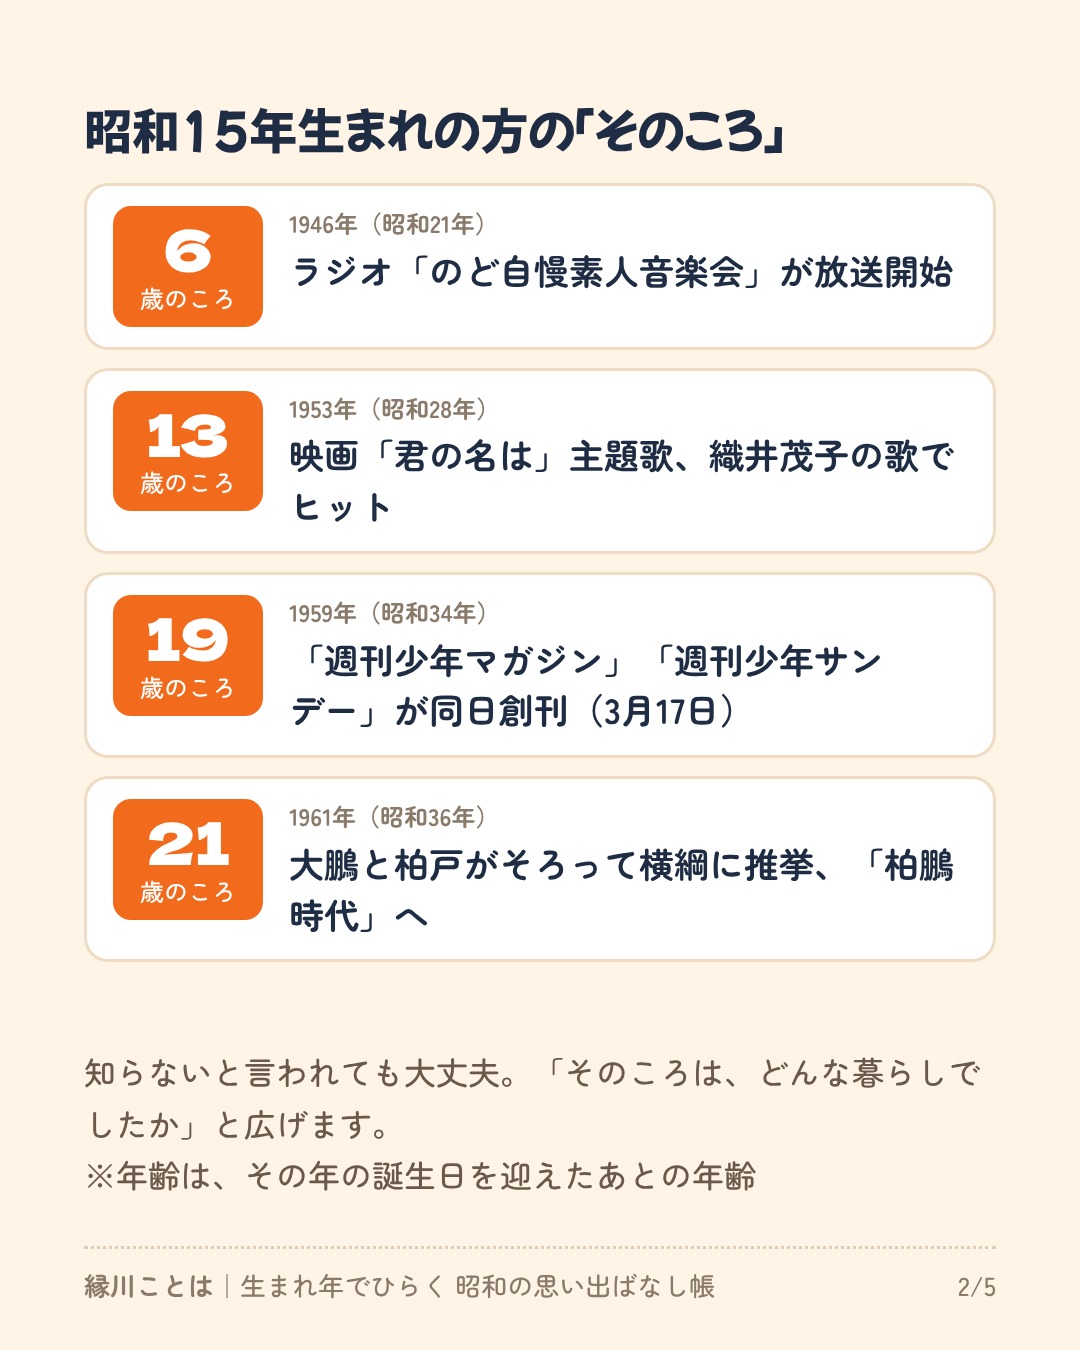 昭和15年生まれの方の「そのころ」
6
歳のころ
1946年（昭和21年）
ラジオ「のど自慢素人音楽会」が放送開始
13
歳のころ
1953年（昭和28年）
映画「君の名は」主題歌、織井茂子の歌で
ヒット
19
歳のころ
1959年（昭和34年）
「週刊少年マガジン」「週刊少年サン
デー」が同日創刊（3月17日）
21
歳のころ
1961年（昭和36年）
大鵬と柏戸がそろって横綱に推挙、「柏鵬
時代」へ
知らないと言われても大丈夫。「そのころは、どんな暮らしで
したか」と広げます。
※年齢は、その年の誕生日を迎えたあとの年齢
縁川ことは｜生まれ年でひらく 昭和の思い出ばなし帳
2/5